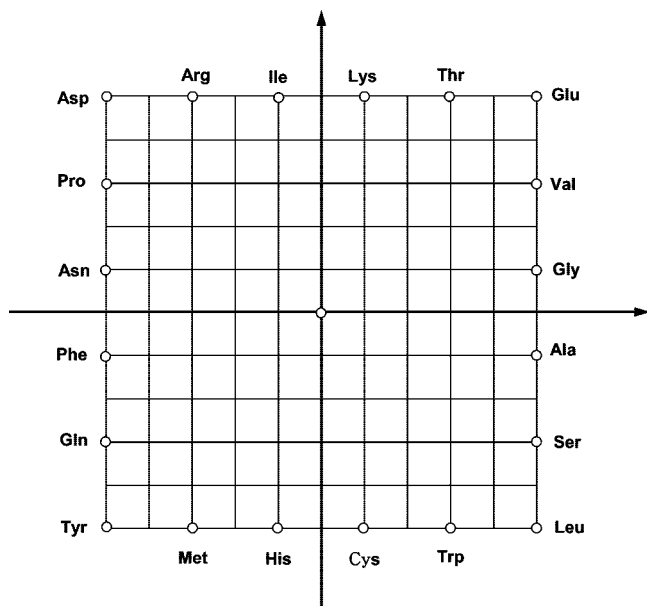 Arg Ile Lys Thr
Asp Glu
Pro Val
Asn Gly
Phe Ala
Gln Ser
Tyr Leu
Met His Cys Trp